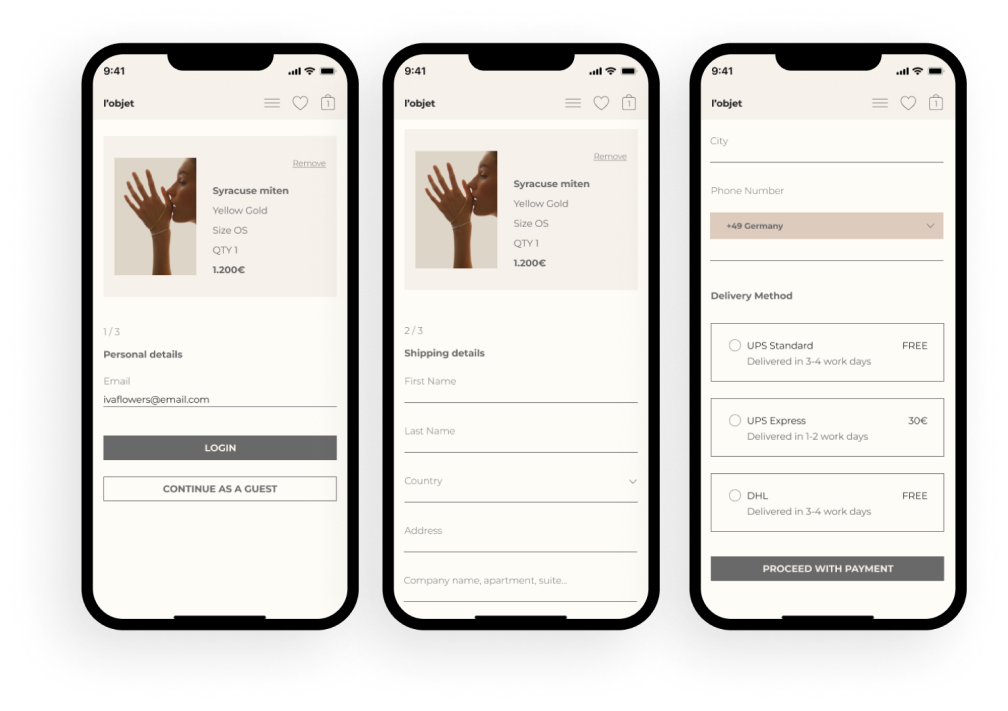 9:41
l'objet
1
Remove
Syracuse miten
Yellow Gold
Size OS
QTY 1
1.200€
1 / 3
Personal details
Email
ivaflowers@email.com
LOGIN
CONTINUE AS A GUEST
9:41
l'objet
1
Remove
Syracuse miten
Yellow Gold
Size OS
QTY 1
1.200€
2 / 3
Shipping details
First Name
Last Name
Country
Address
Company name, apartment, suite...
9:41
l'objet
1
City
Phone Number
+49 Germany
Delivery Method
UPS Standard FREE
Delivered in 3-4 work days
UPS Express 30€
Delivered in 1-2 work days
DHL FREE
Delivered in 3-4 work days
PROCEED WITH PAYMENT